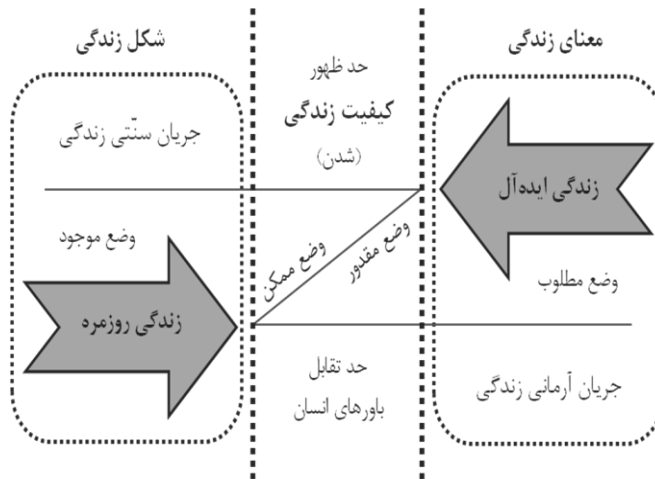 معنای زندگی
زندگی ایده‌آل
وضع مطلوب
جریان آرمانی زندگی
حد ظهور
کیفیت زندگی
(شدن)
وضع ممکن
وضع مقدور
حد تقابل
باورهای انسان
شکل زندگی
جریان سنّتی زندگی
وضع موجود
زندگی روزمره